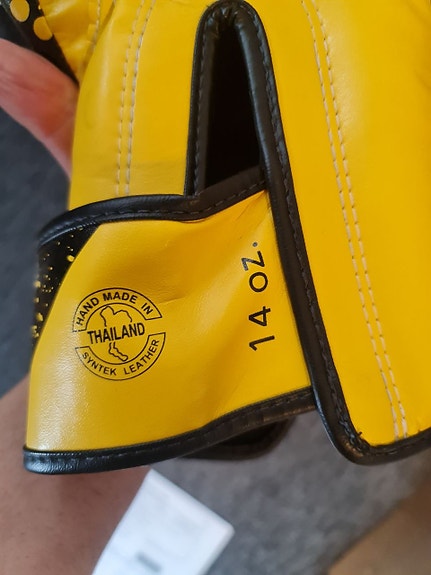 HAND MADE IN
THAILAND
SYNTEK LEATHER
14 OZ.